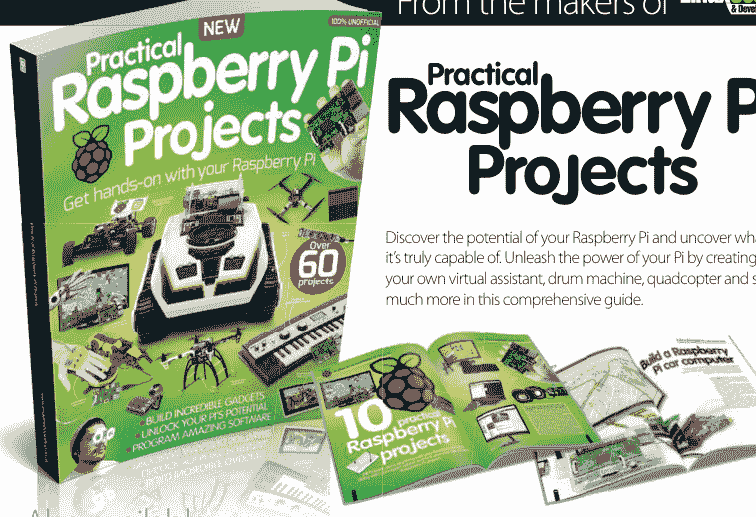 From the makers of
NEW
100% UNOFFICIAL
Practical
Raspberry Pi
Projects
Get hands-on with your Raspberry Pi
Over
60
projects
• BUILD INCREDIBLE GADGETS
• UNLOCK YOUR PI'S POTENTIAL
• PROGRAM AMAZING SOFTWARE
Practical
Raspberry P
Projects
Discover the potential of your Raspberry Pi and uncover wh
it's truly capable of. Unleash the power of your Pi by creating
your own virtual assistant, drum machine, quadcopter and s
much more in this comprehensive guide.
10
practical
Raspberry Pi
projects
Build a Raspberry
Pi car computer